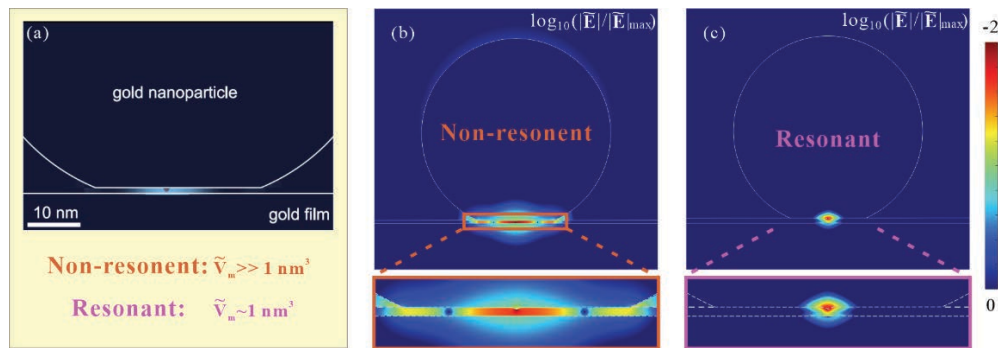 (a)
gold nanoparticle
10 nm
gold film
Non-resonent: Ṽm>>1 nm³
Resonant: Ṽm~1 nm³
(b)
log10(|Ẽ|/|Ẽ|max)
Non-resonent
(c)
log10(|Ẽ|/|Ẽ|max)
Resonant
-2
0